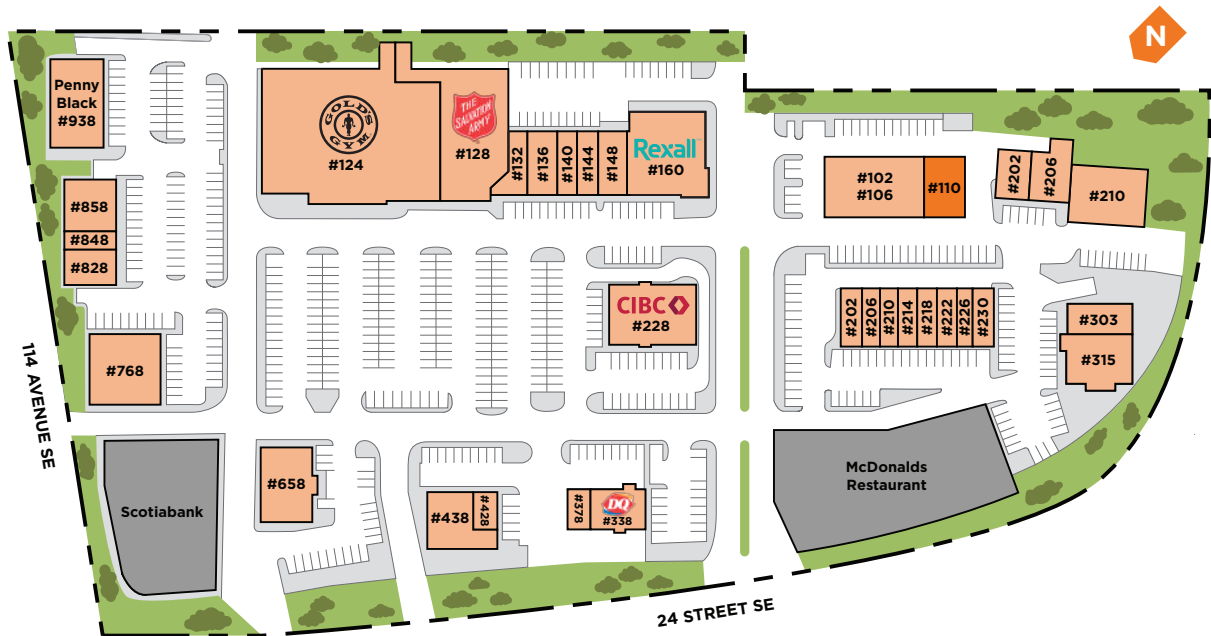 N
Penny
Black
#938
GOLD'S
GYM
#124
THE
SALVATION
ARMY
#128
#132
#136
#140
#144
#148
Rexall
#160
#102
#106
#110
#202
#206
#210
#858
#848
#828
CIBC
#228
#202
#206
#210
#214
#218
#222
#226
#230
#303
#315
#768
114 AVENUE SE
Scotiabank
#658
#438
#428
#378
DQ
#338
McDonalds
Restaurant
24 STREET SE